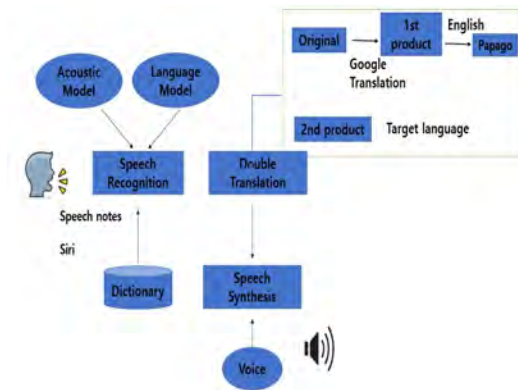 Acoustic
Model
Language
Model
Speech
Recognition
Speech notes
Siri
Dictionary
Double
Translation
Speech
Synthesis
Voice
Original
1st
product
English
Papago
Google
Translation
2nd product
Target language